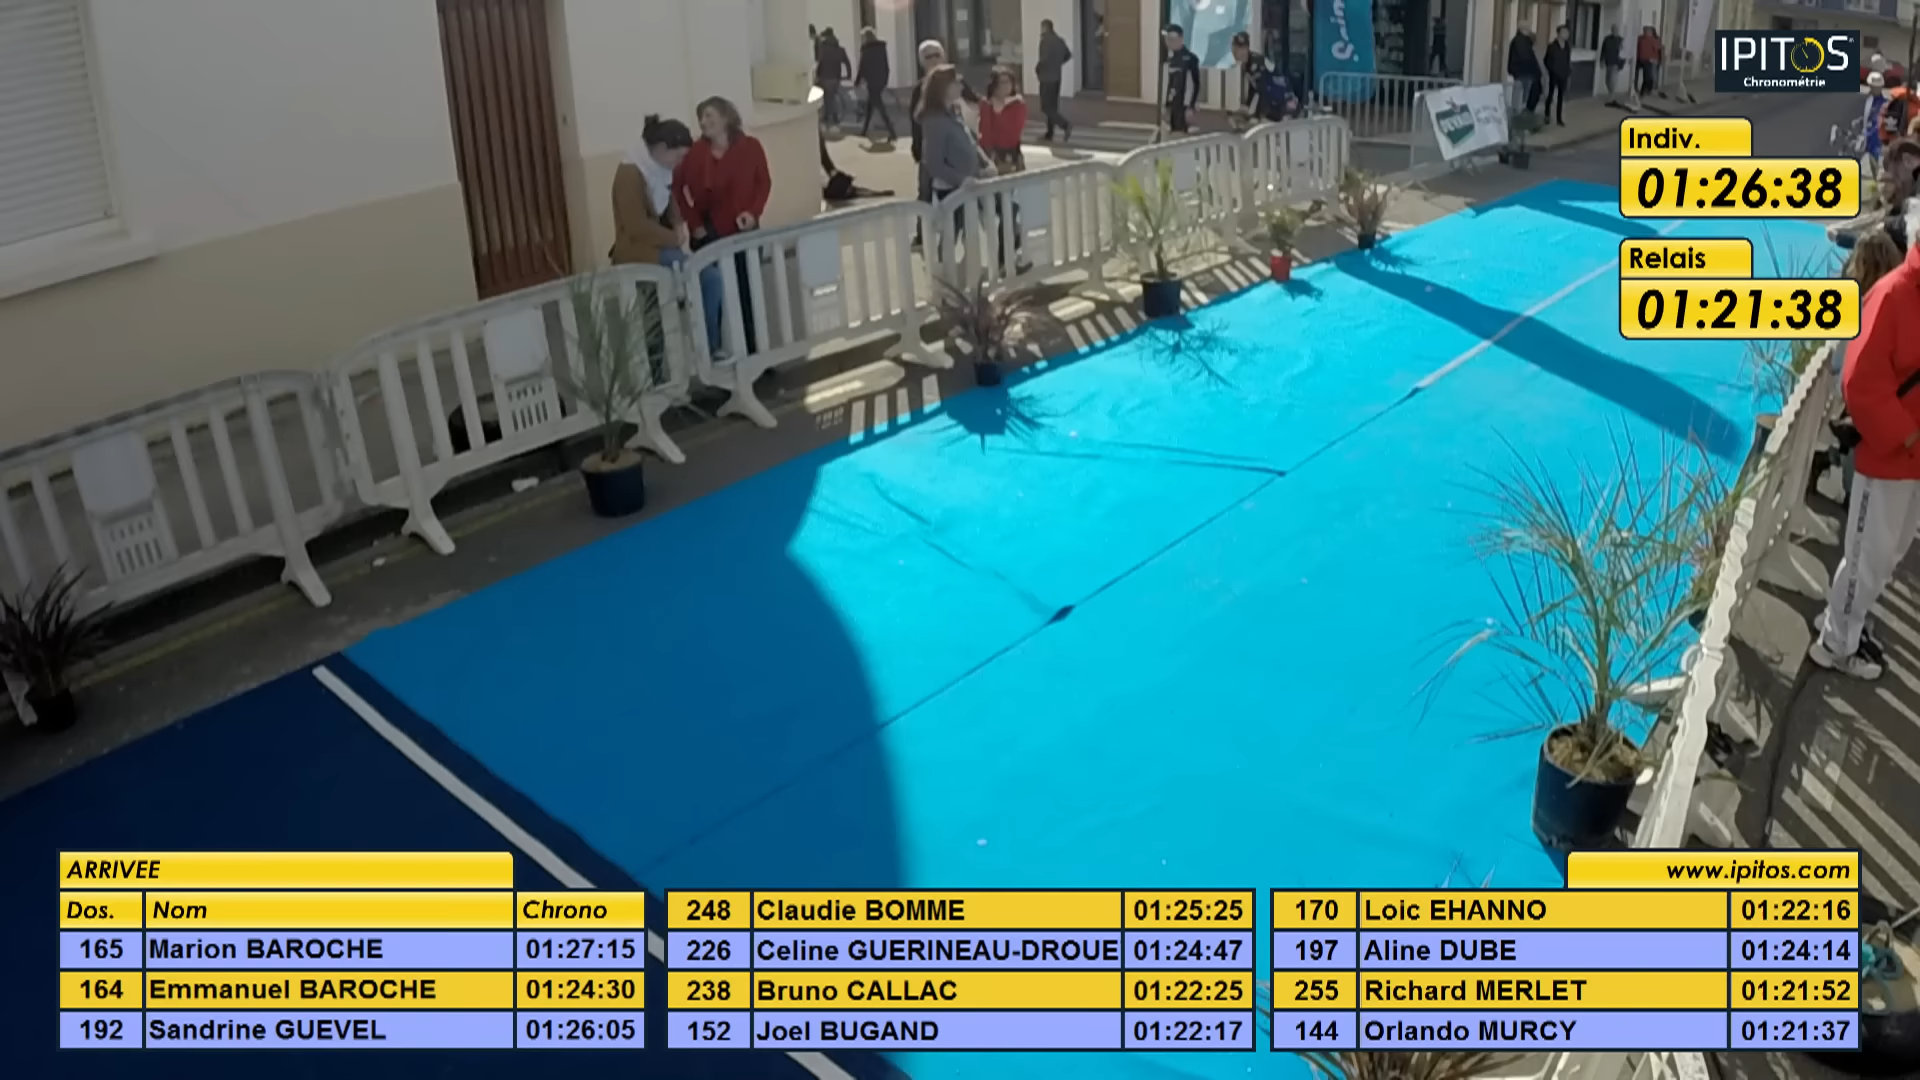 IPITOS
Chronométrie
Indiv.
01:26:38
Relais
01:21:38
ARRIVEE
www.ipitos.com
Dos. Nom Chrono
165 Marion BAROCHE 01:27:15
164 Emmanuel BAROCHE 01:24:30
192 Sandrine GUEVEL 01:26:05
248 Claudie BOMME 01:25:25
226 Celine GUERINEAU-DROUE 01:24:47
238 Bruno CALLAC 01:22:25
152 Joel BUGAND 01:22:17
170 Loic EHANNO 01:22:16
197 Aline DUBE 01:24:14
255 Richard MERLET 01:21:52
144 Orlando MURCY 01:21:37